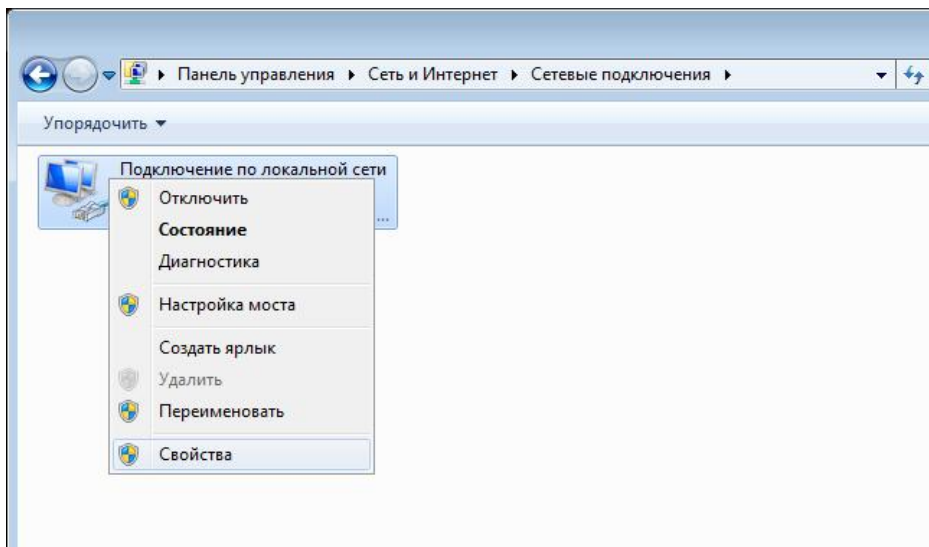 Панель управления Сеть и Интернет Сетевые подключения
Упорядочить
Подключение по локальной сети
Отключить
...
Состояние
Диагностика
Настройка моста
Создать ярлык
Удалить
Переименовать
Свойства